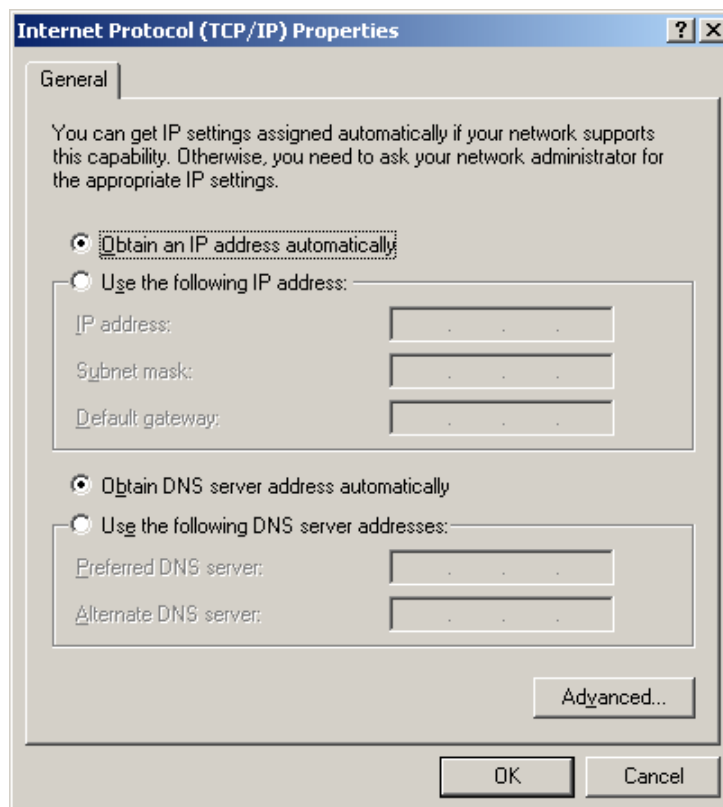 Internet Protocol (TCP/IP) Properties
General
You can get IP settings assigned automatically if your network supports
this capability. Otherwise, you need to ask your network administrator for
the appropriate IP settings.
Obtain an IP address automatically
Use the following IP address:
IP address:
Subnet mask:
Default gateway:
Obtain DNS server address automatically
Use the following DNS server addresses:
Preferred DNS server:
Alternate DNS server:
Advanced...
OK Cancel